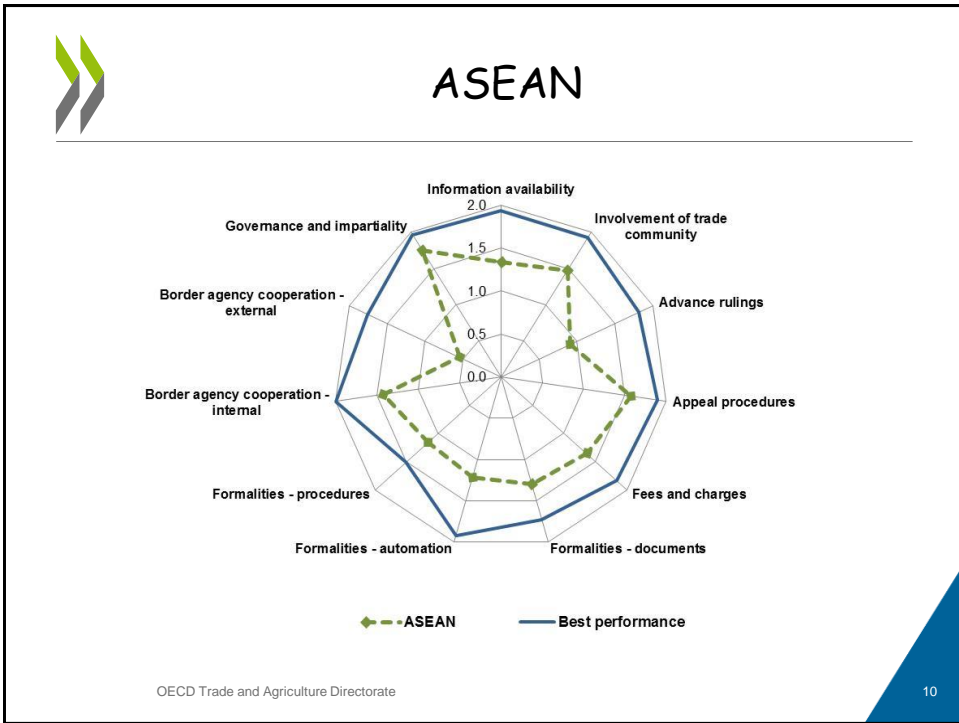 ASEAN
Information availability
2.0
Governance and impartiality
Involvement of trade
community
1.5
Border agency cooperation -
external
1.0
Advance rulings
0.5
0.0
Border agency cooperation -
internal
Appeal procedures
Formalities - procedures
Fees and charges
Formalities - automation
Formalities - documents
ASEAN
Best performance
OECD Trade and Agriculture Directorate
10